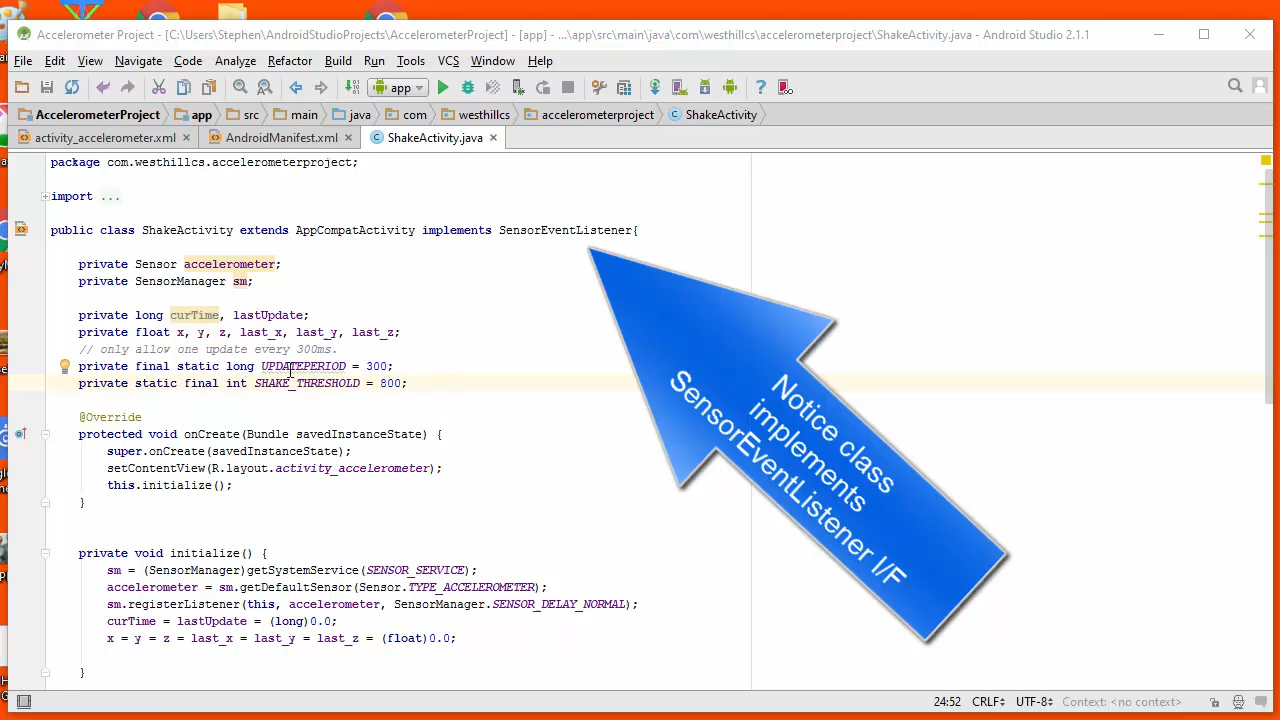 Accelerometer Project - [C:\Users\Stephen\AndroidStudioProjects\AccelerometerProject] - [app] - ...\app\src\main\java\com\westhillcs\accelerometerproject\ShakeActivity.java - Android Studio 2.1.1
File Edit View Navigate Code Analyze Refactor Build Run Tools VCS Window Help
app
AccelerometerProject app src main java com westhillcs accelerometerproject ShakeActivity
activity_accelerometer.xml AndroidManifest.xml ShakeActivity.java
package com.westhillcs.accelerometerproject;
import ...
public class ShakeActivity extends AppCompatActivity implements SensorEventListener{
private Sensor accelerometer;
private SensorManager sm;
private long curTime, lastUpdate;
private float x, y, z, last_x, last_y, last_z;
// only allow one update every 300ms.
private final static long UPDATEPERIOD = 300;
private static final int SHAKE_THRESHOLD = 800;
@Override
protected void onCreate(Bundle savedInstanceState) {
super.onCreate(savedInstanceState);
setContentView(R.layout.activity_accelerometer);
this.initialize();
}
private void initialize() {
sm = (SensorManager)getSystemService(SENSOR_SERVICE);
accelerometer = sm.getDefaultSensor(Sensor.TYPE_ACCELEROMETER);
sm.registerListener(this, accelerometer, SensorManager.SENSOR_DELAY_NORMAL);
curTime = lastUpdate = (long)0.0;
x = y = z = last_x = last_y = last_z = (float)0.0;
}
Notice class
implements
SensorEventListener I/F
24:52 CRLF UTF-8 Context: <no context>